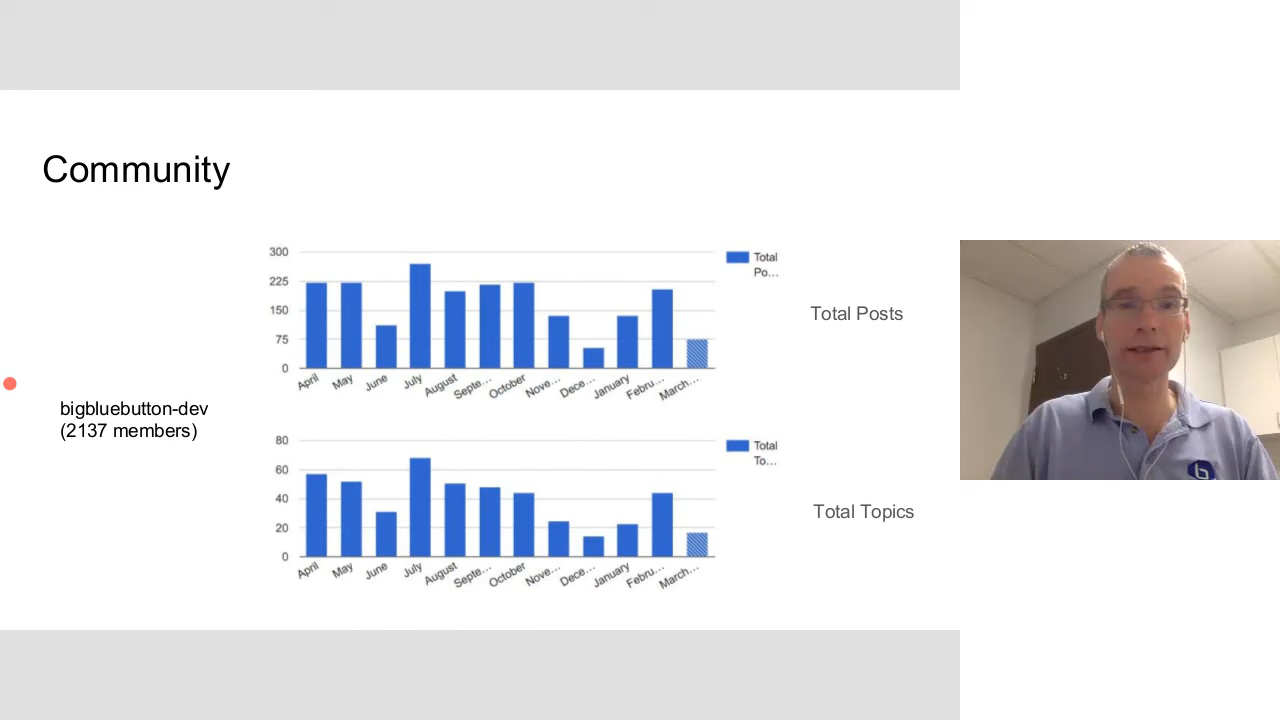 Community
300
225
150
75
0
April
May
June
July
August
Septe...
October
Nove...
Dece...
January
Febru...
March...
Total
Po...
Total Posts
bigbluebutton-dev
(2137 members)
80
60
40
20
0
April
May
June
July
August
Septe...
October
Nove...
Dece...
January
Febru...
March...
Total
To...
Total Topics
b